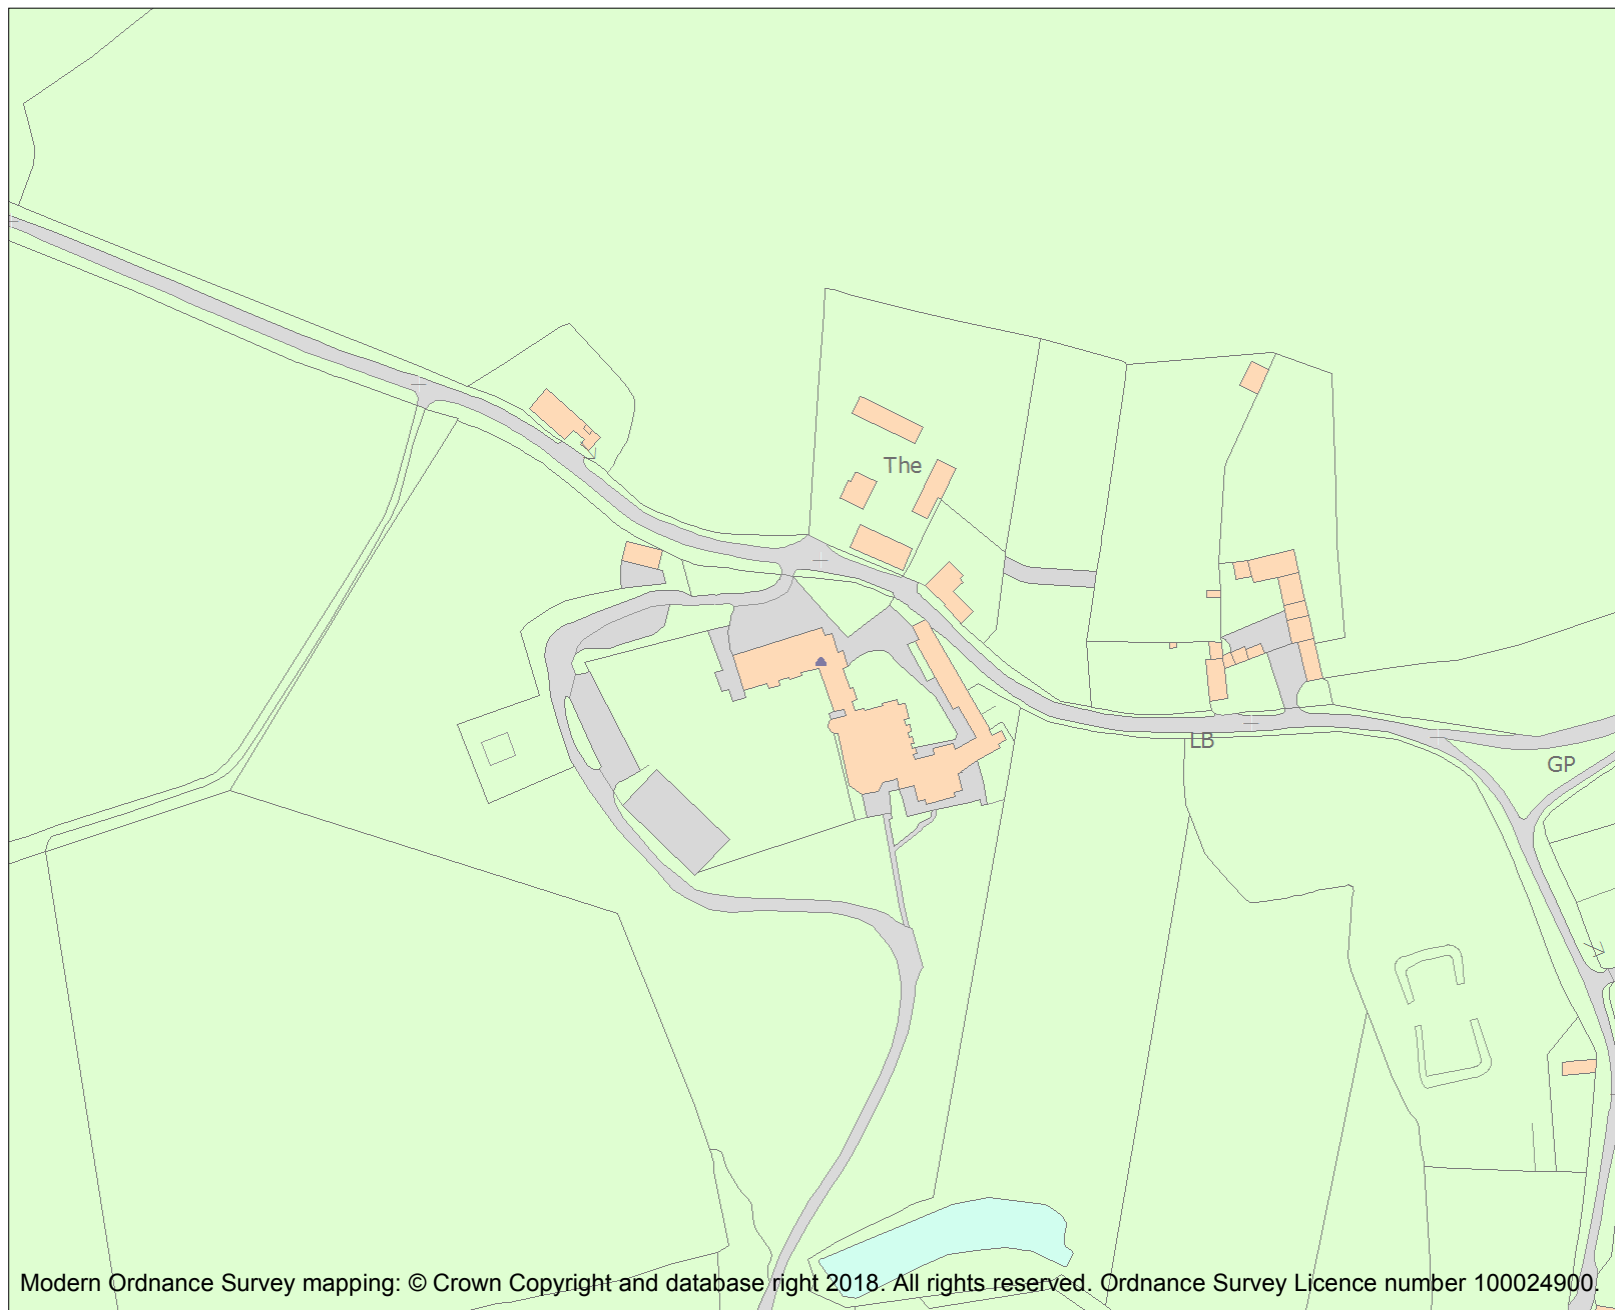 The
LB
GP
Modern Ordnance Survey mapping: © Crown Copyright and database right 2018. All rights reserved. Ordnance Survey Licence number 100024900.